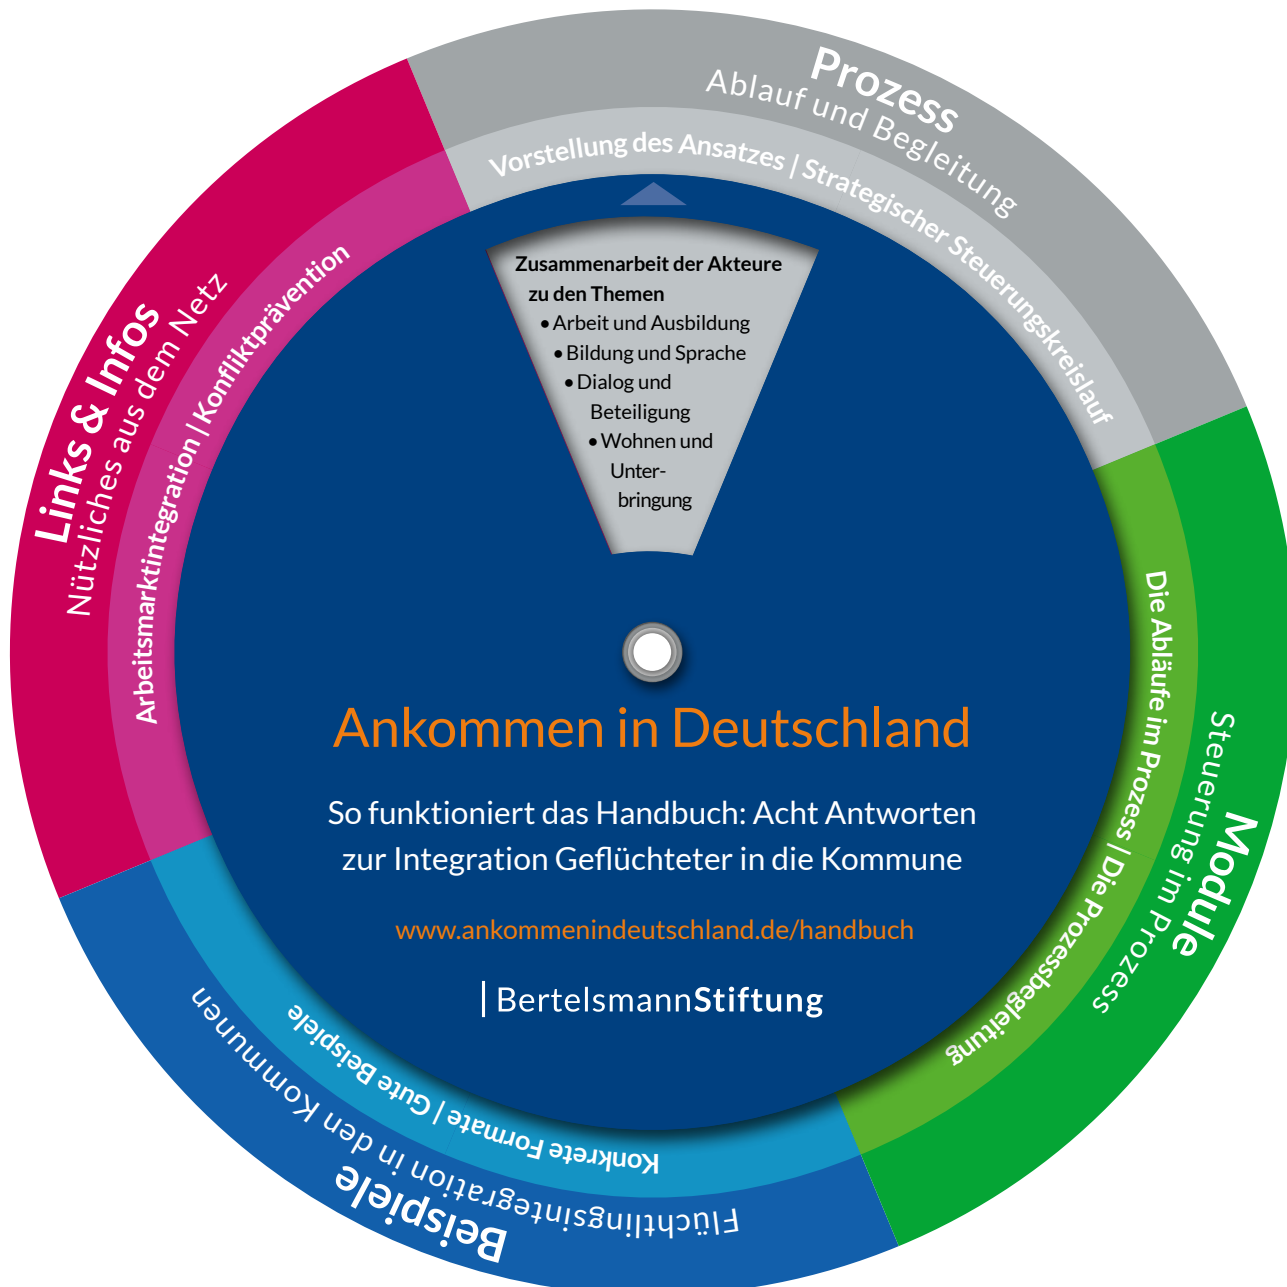 Prozess
Ablauf und Begleitung
Vorstellung des Ansatzes | Strategischer Steuerungskreislauf
Zusammenarbeit der Akteure
zu den Themen
• Arbeit und Ausbildung
• Bildung und Sprache
• Dialog und
Beteiligung
• Wohnen und
Unter-
bringung
Links & Infos
Nützliches aus dem Netz
Arbeitsmarktintegration | Konfliktprävention
Module
Steuerung im Prozess
Die Abläufe im Prozess | Die Prozessbegleitung
Ankommen in Deutschland
So funktioniert das Handbuch: Acht Antworten
zur Integration Geflüchteter in die Kommune
www.ankommenindeutschland.de/handbuch
| BertelsmannStiftung
Konkrete Formate | Gute Beispiele
Flüchtlingsintegration in den Kommunen
Beispiele